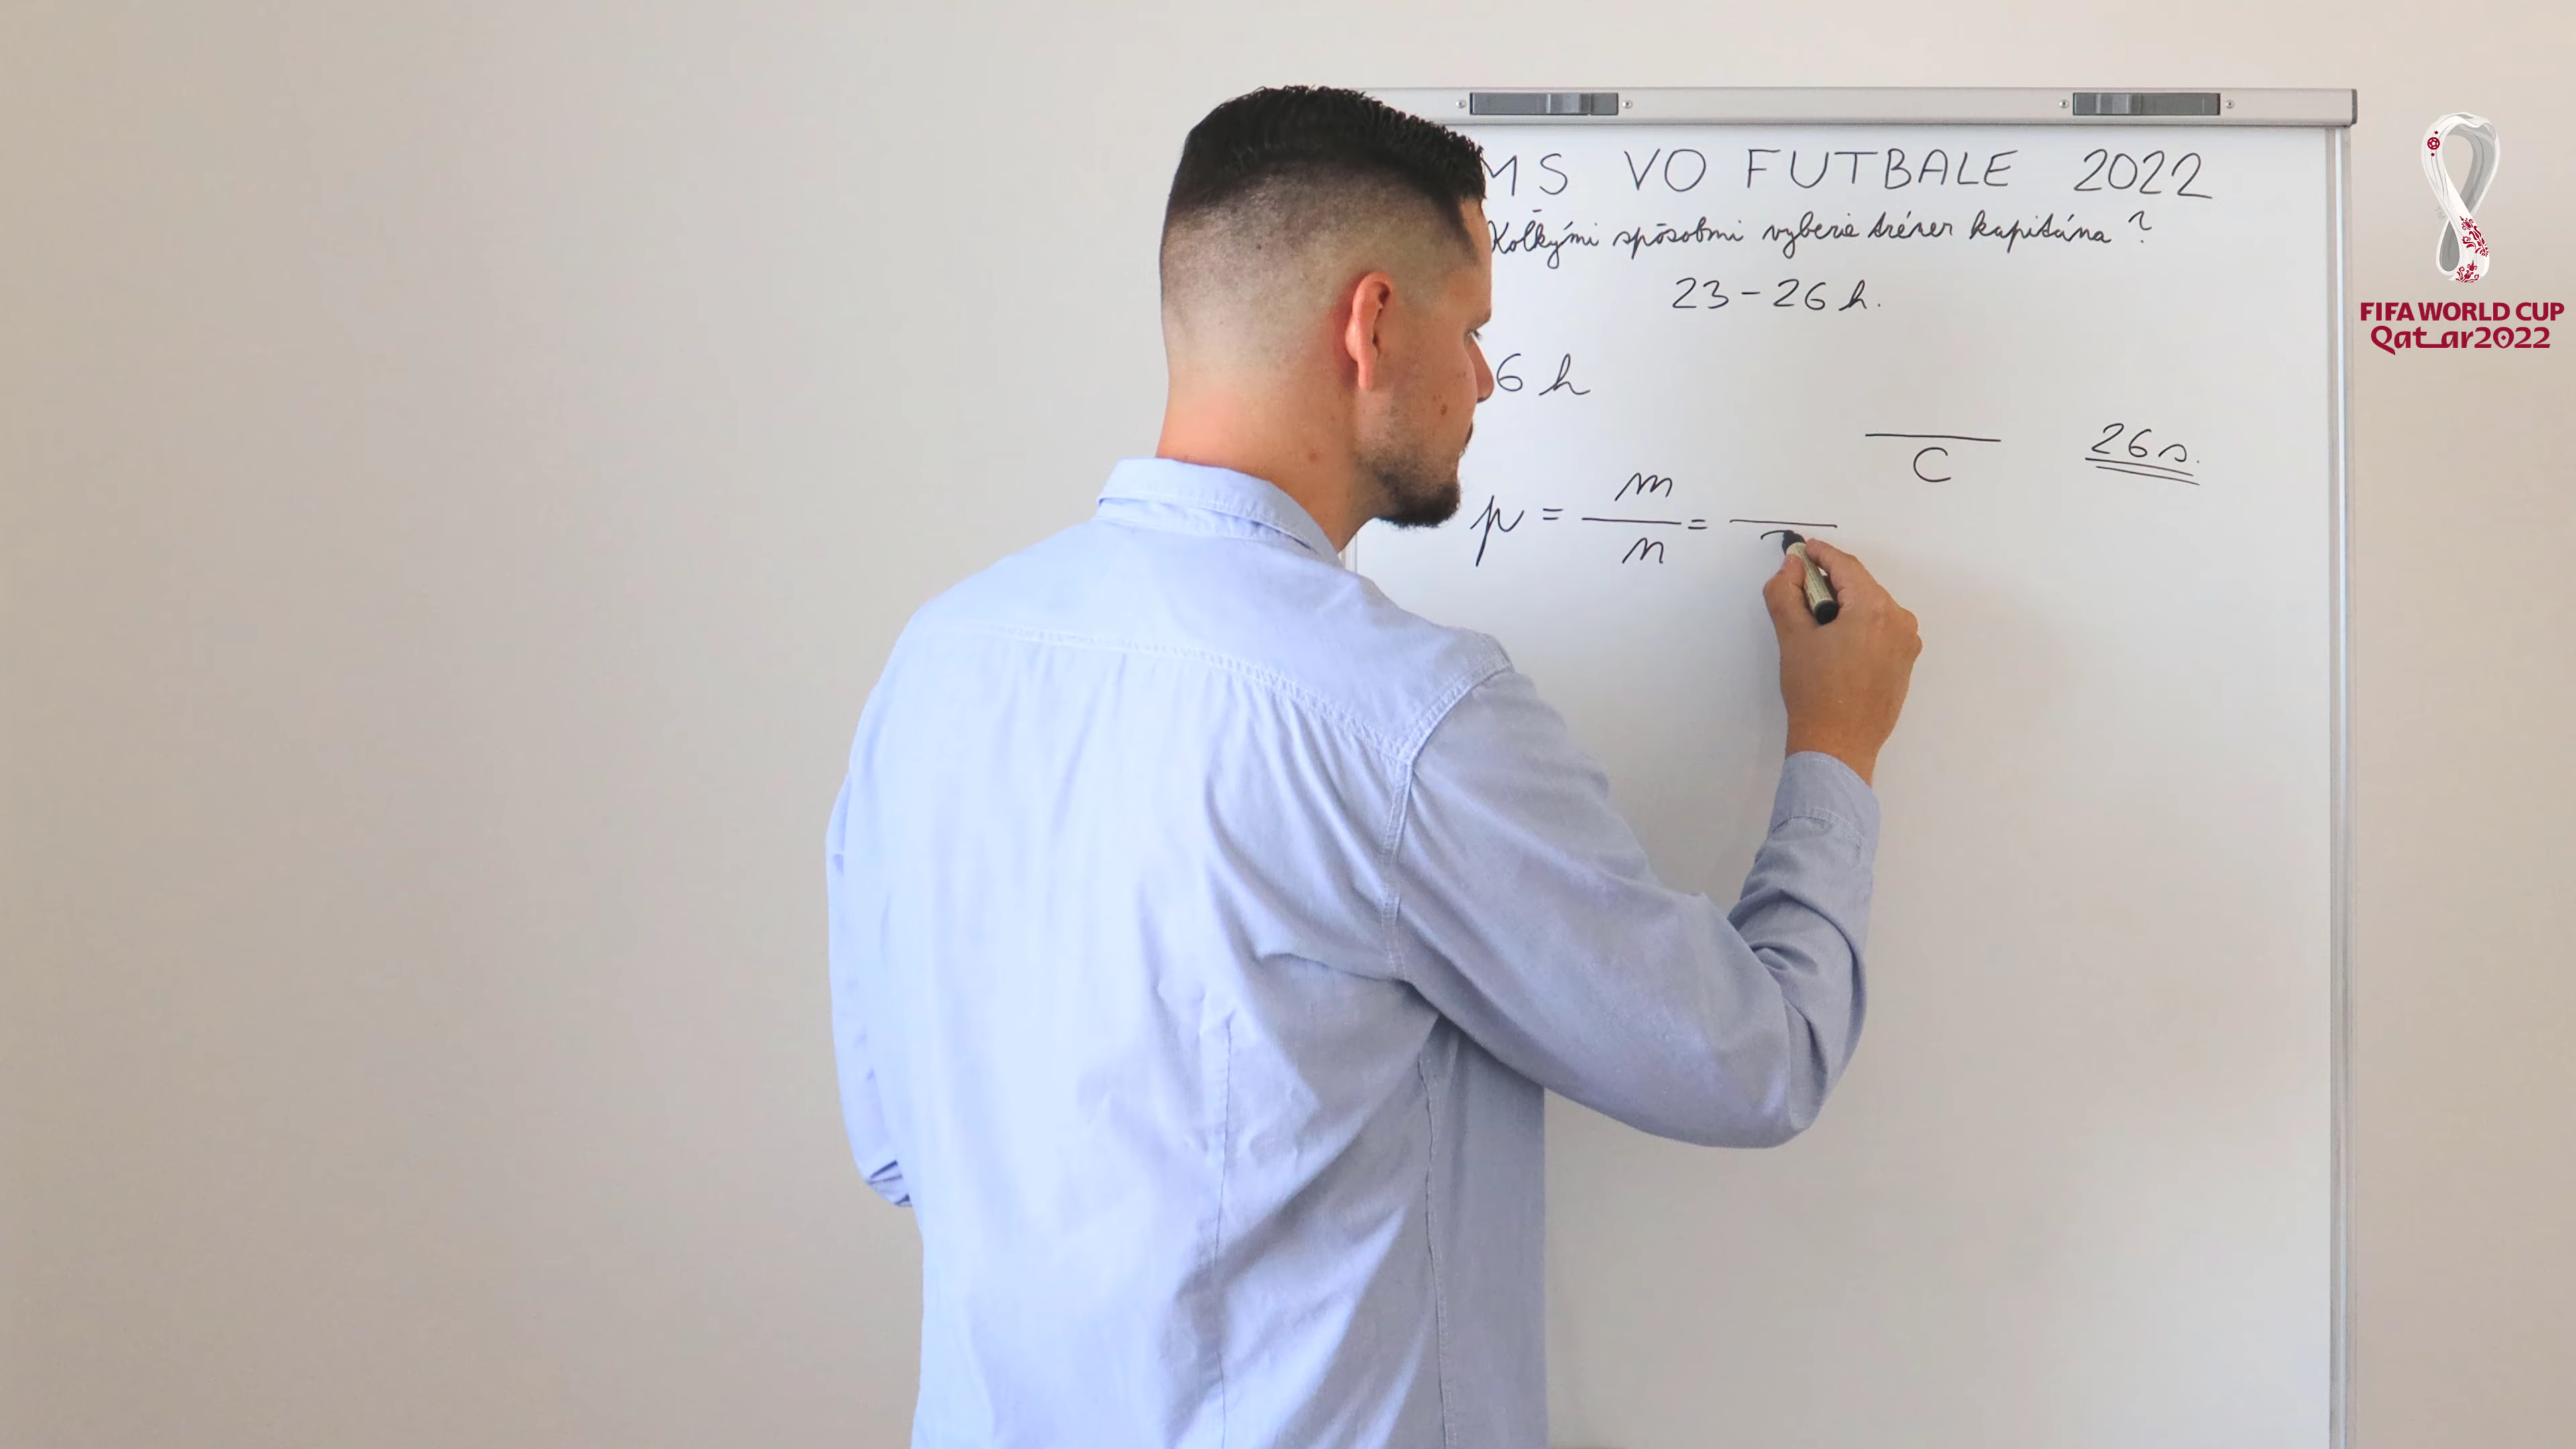 MS VO FUTBALE 2022
Koľkými spôsobmi vyberie tréner kapitána?
23-26 h.
6 h
C
26 s.
p = m/n =
FIFA WORLD CUP
Qatar2022